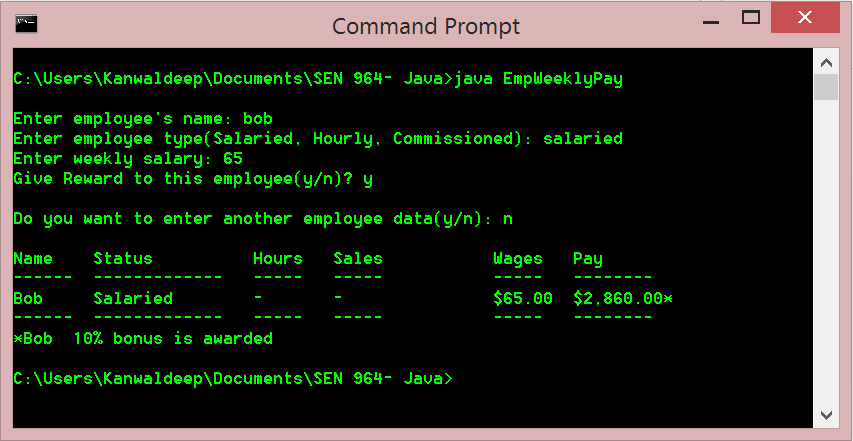 Command Prompt
C:\Users\Kanwaldeep\Documents\SEN 964- Java>java EmpWeeklyPay
Enter employee's name: bob
Enter employee type(Salaried, Hourly, Commissioned): salaried
Enter weekly salary: 65
Give Reward to this employee(y/n)? y
Do you want to enter another employee data(y/n): n
Name    Status          Hours   Sales           Wages   Pay
------  -------------   -----   -----           -----   --------
Bob     Salaried        -       -               $65.00  $2,860.00*
------  -------------   -----   -----           -----   --------
*Bob  10% bonus is awarded
C:\Users\Kanwaldeep\Documents\SEN 964- Java>